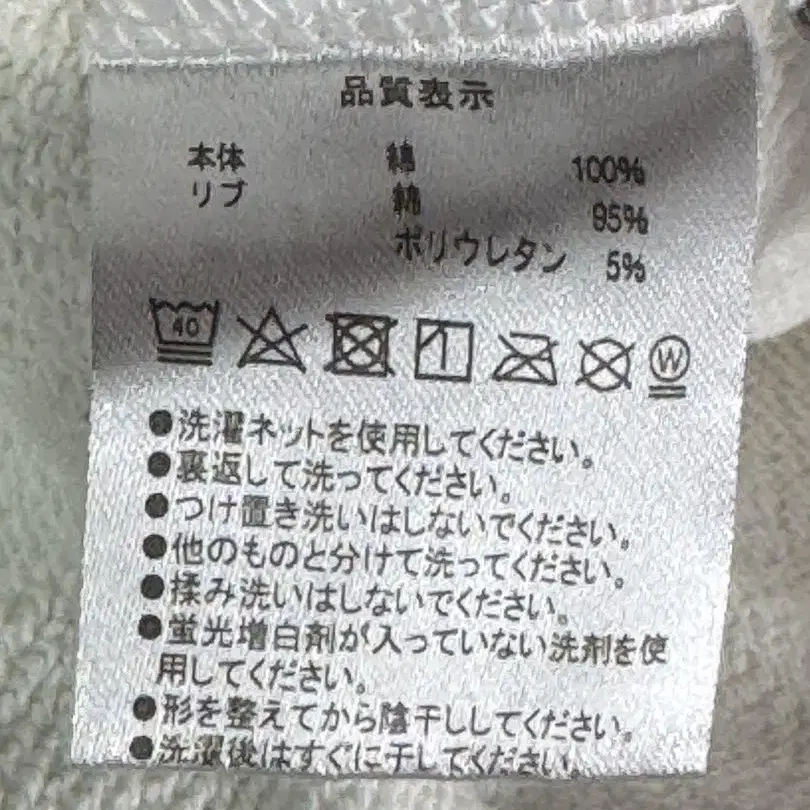 品質表示
本体 綿 100%
リブ 綿 95%
ポリウレタン 5%
40 W
●洗濯ネットを使用してください。
●裏返して洗ってください。
●つけ置き洗いはしないでください。
●他のものと分けて洗ってください。
●揉み洗いはしないでください。
●蛍光増白剤が入っていない洗剤を使
用してください。
●形を整えてから陰干ししてください。
●洗濯後はすぐに干してください。